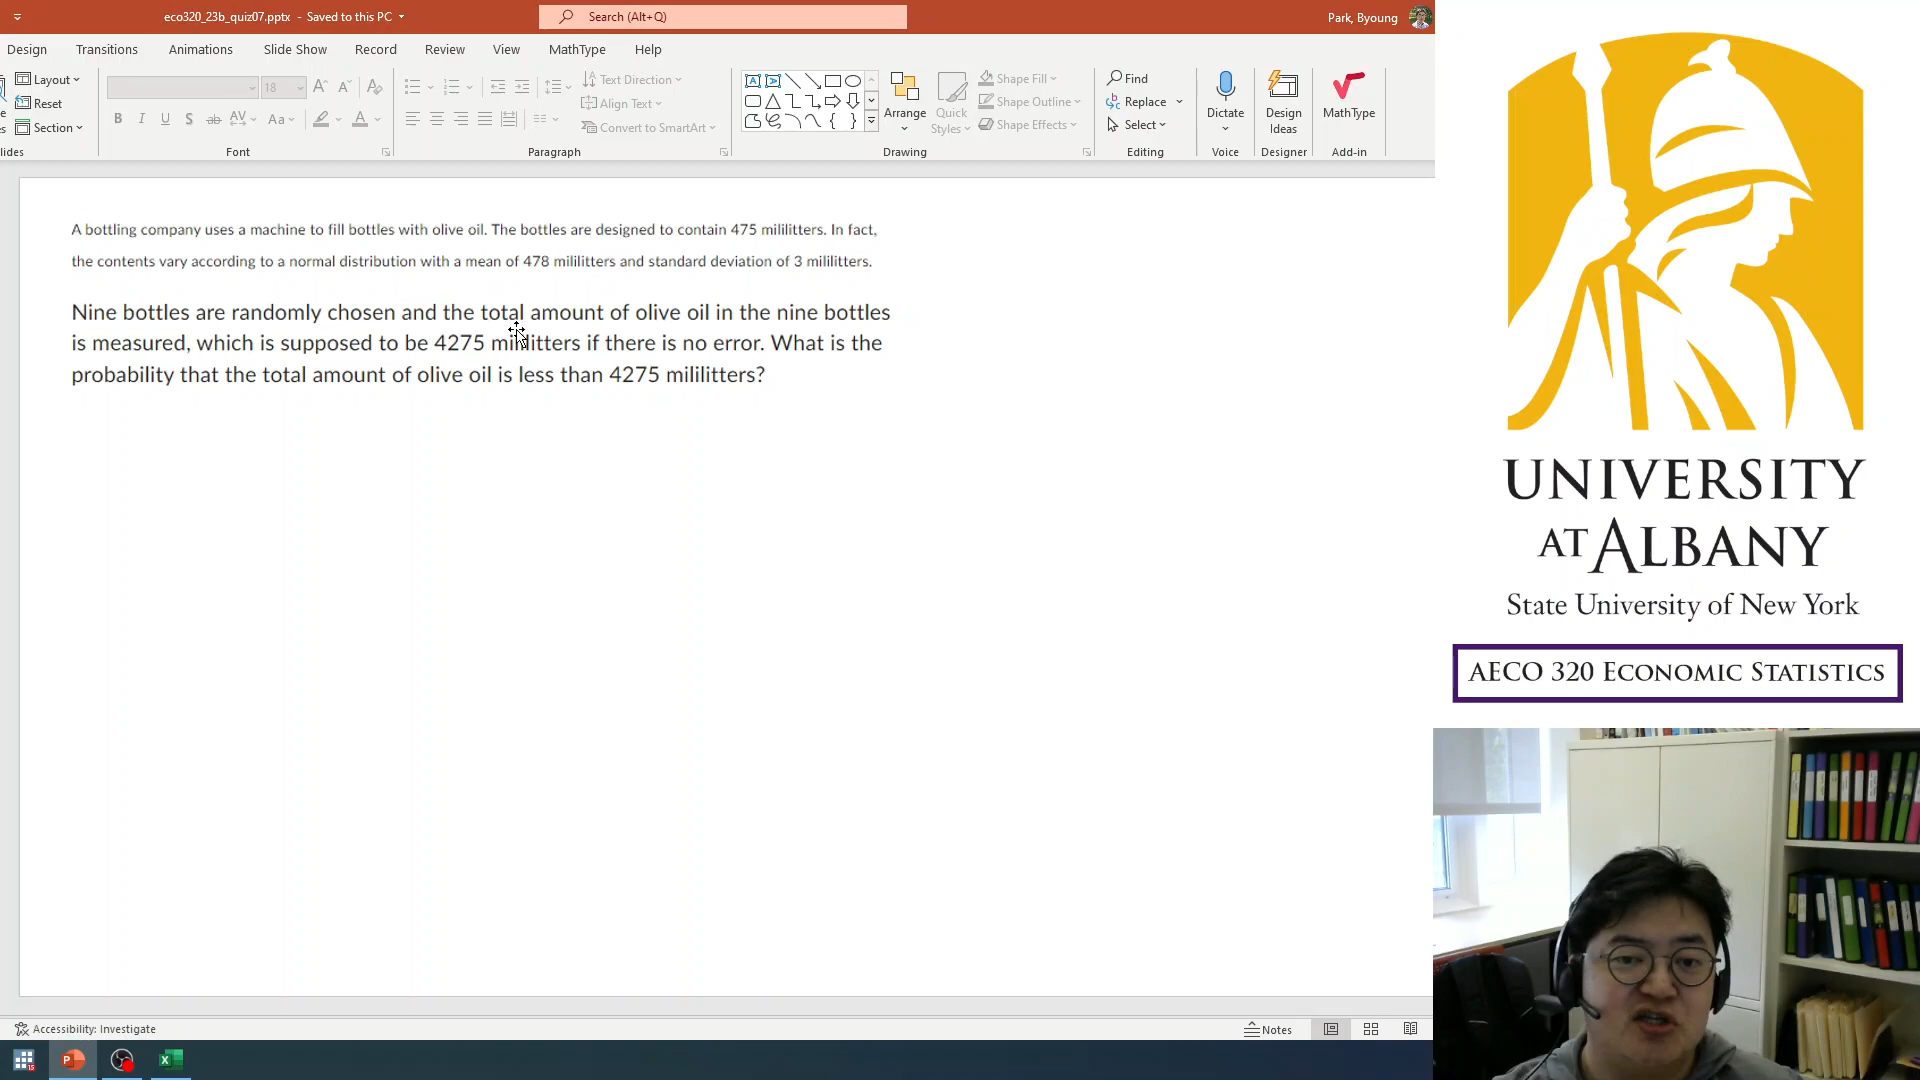 eco320_23b_quiz07.pptx - Saved to this PC
Search (Alt+Q)
Park, Byoung
Design Transitions Animations Slide Show Record Review View MathType Help
Layout
Reset
Section
lides
18
Font
Text Direction
Align Text
Convert to SmartArt
Paragraph
Arrange
Quick Styles
Shape Fill
Shape Outline
Shape Effects
Drawing
Find
Replace
Select
Editing
Dictate
Voice
Design Ideas
Designer
MathType
Add-in
A bottling company uses a machine to fill bottles with olive oil. The bottles are designed to contain 475 mililitters. In fact,
the contents vary according to a normal distribution with a mean of 478 mililitters and standard deviation of 3 mililitters.
Nine bottles are randomly chosen and the total amount of olive oil in the nine bottles
is measured, which is supposed to be 4275 mililitters if there is no error. What is the
probability that the total amount of olive oil is less than 4275 mililitters?
UNIVERSITY
AT ALBANY
State University of New York
AECO 320 ECONOMIC STATISTICS
Accessibility: Investigate
Notes